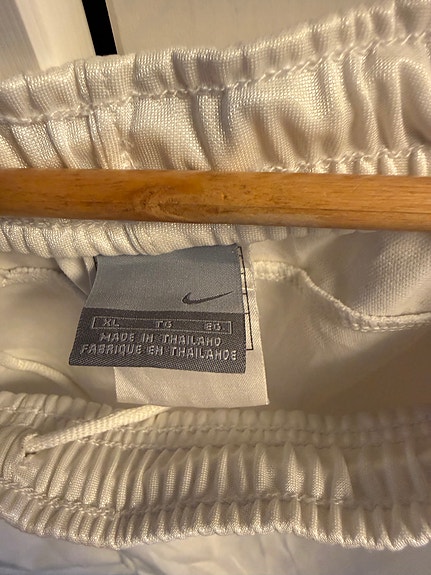 XL TG EG
MADE IN THAILAND
FABRIQUE EN THAILANDE